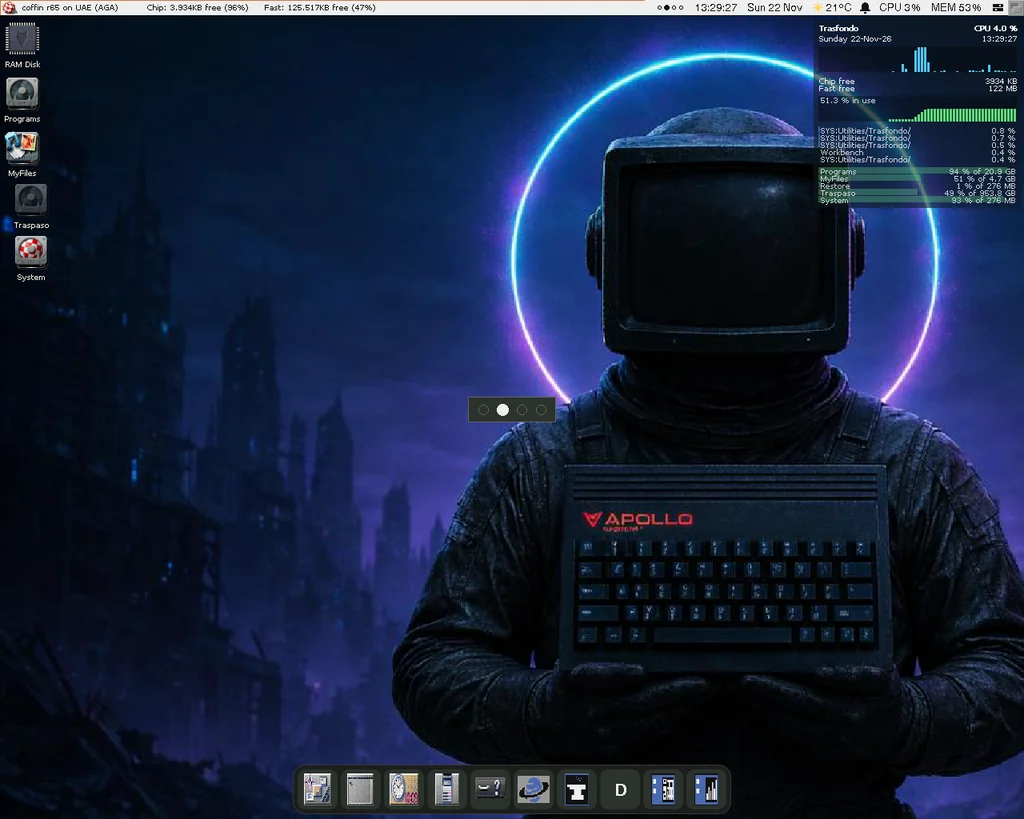 coffin r65 on UAE (AGA) Chip: 3.934KB free (96%) Fast: 125.517KB free (47%) 13:29:27 Sun 22 Nov 21°C CPU 3% MEM 53%
RAM Disk
Programs
MyFiles
Traspaso
System
Trasfondo CPU 4.0 %
Sunday 22-Nov-26 13:29:27
Chip free 3934 KB
Fast free 122 MB
51.3 % in use
SYS:Utilities/Trasfondo/ 0.8 %
SYS:Utilities/Trasfondo/ 0.7 %
SYS:Utilities/Trasfondo/ 0.5 %
Workbench 0.4 %
SYS:Utilities/Trasfondo/ 0.4 %
Programs 94 % of 20.9 GB
MyFiles 51 % of 4.7 GB
Restore 1 % of 276 MB
Traspaso 49 % of 953.8 GB
System 93 % of 276 MB
APOLLO
D